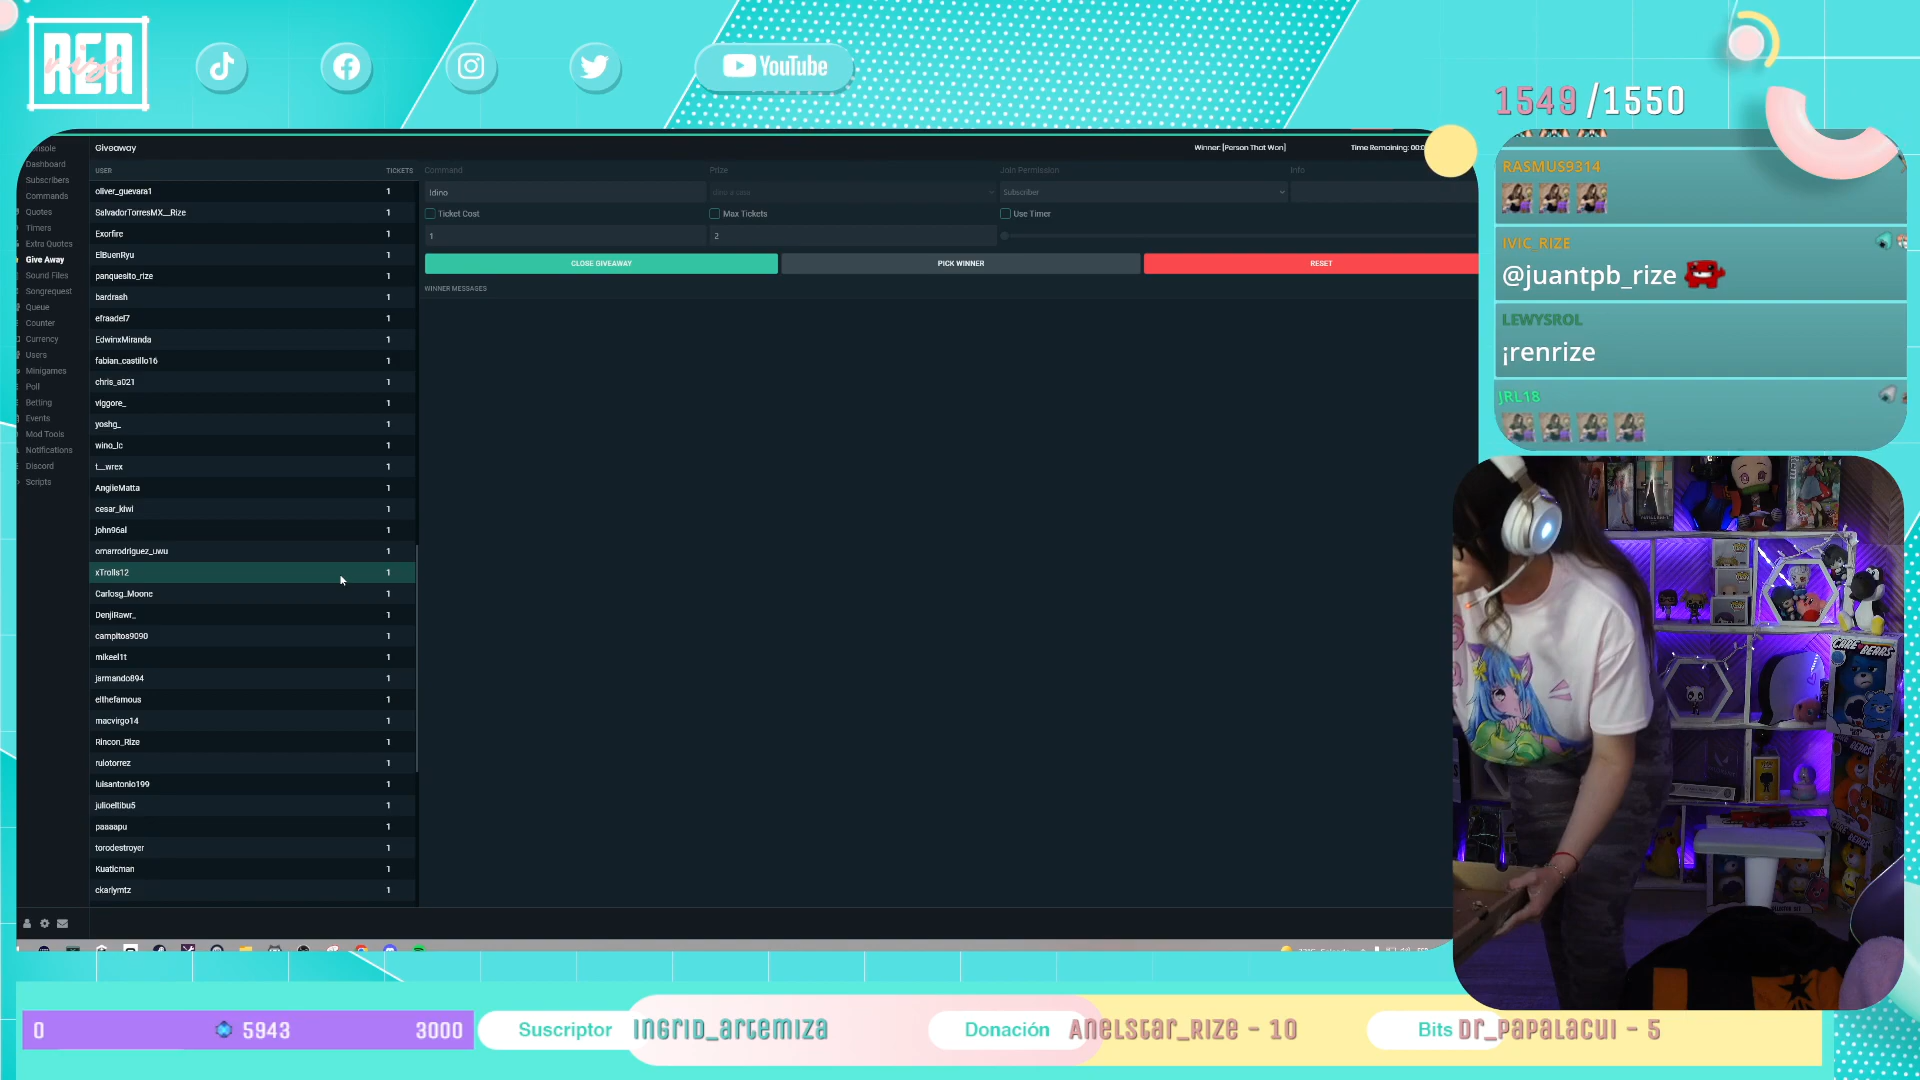 REA
rise
YouTube
1549 /1550
Giveaway
Winner: [Person That Won]
Time Remaining:
Dashboard
Subscribers
Commands
Quotes
Timers
Extra Quotes
Give Away
Sound Files
Songrequest
Queue
Counter
Currency
Users
Minigames
Poll
Betting
Events
Mod Tools
Notifications
Discord
Scripts
USER TICKETS
oliver_guevara1 1
SalvadorTorresMX__Rize 1
Exorfire 1
ElBuenRyu 1
panquesito_rize 1
bardrash 1
efraadel7 1
EdwinxMiranda 1
fabian_castillo16 1
chris_a021 1
viggore_ 1
yoshg_ 1
wino_lc 1
t__wrex 1
AnglieMatta 1
cesar_kiwi 1
john96al 1
omarrodriguez_uwu 1
xTrolls12 1
Carlosg_Moone 1
DenjiRawr_ 1
campitos9090 1
mikeel1t 1
jarmando894 1
elthefamous 1
macvirgo14 1
Rincon_Rize 1
rulotorrez 1
luisantonio199 1
julioeltibu5 1
paaaapu 1
torodestroyer 1
Kuaticman 1
ckarlymtz 1
Command
Prize
Join Permission
Info
!dino
Subscriber
Ticket Cost
Max Tickets
Use Timer
1
2
CLOSE GIVEAWAY
PICK WINNER
RESET
WINNER MESSAGES
RASMUS9314
IVIC_RIZE
@juantpb_rize
LEWYSROL
¡renrize
JRL18
CARE BEARS
0 5943 3000
Suscriptor Ingrid_artemiza
Donación Anelstar_Rize - 10
Bits Dr_papalacui - 5